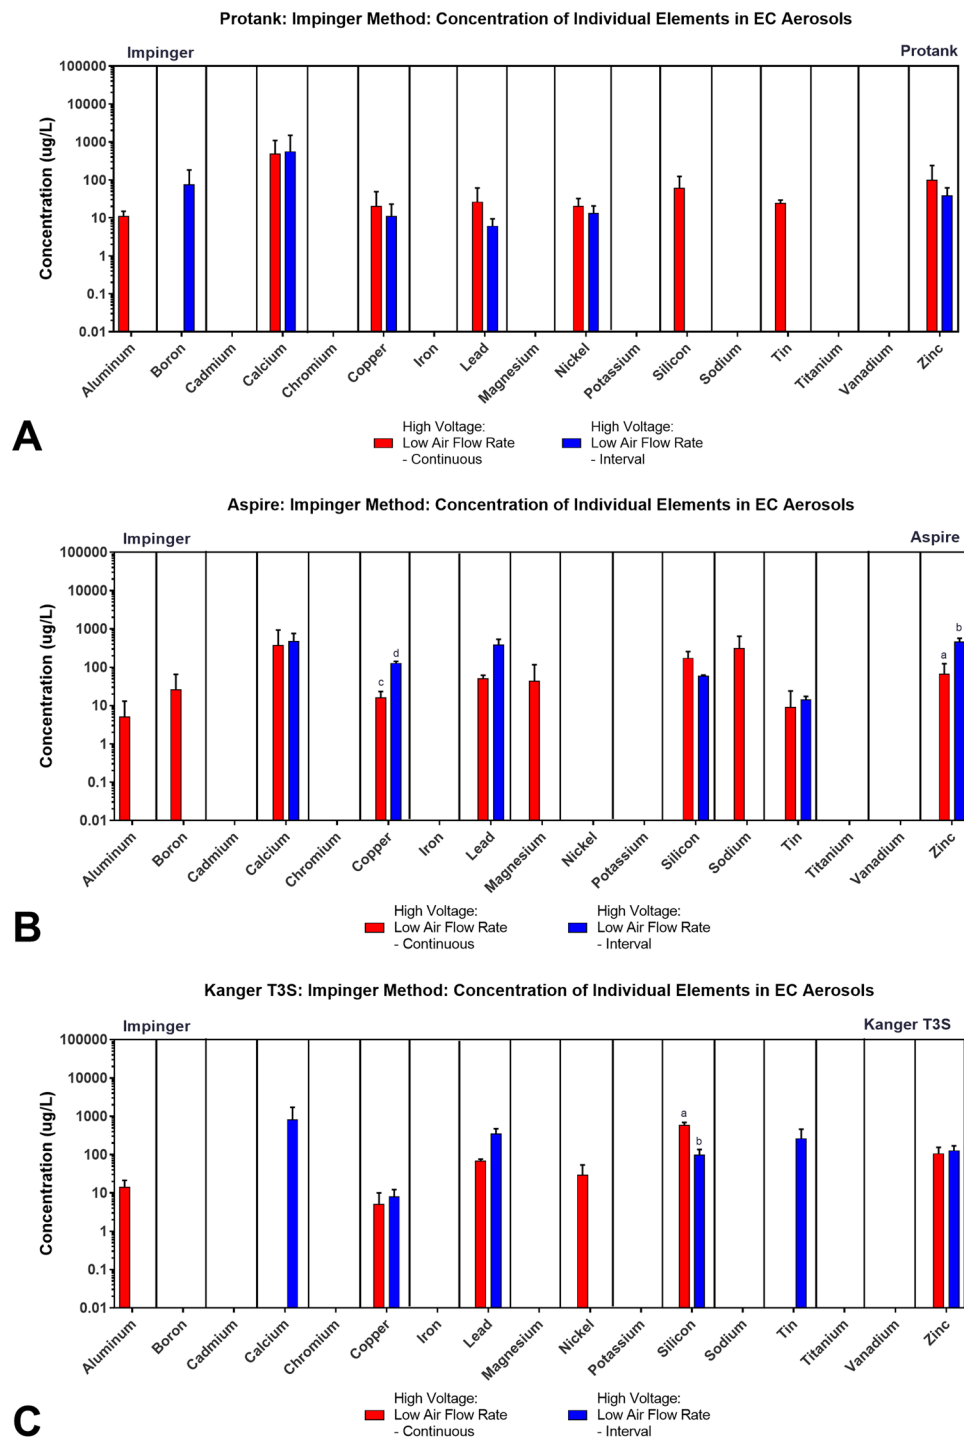 Protank: Impinger Method: Concentration of Individual Elements in EC Aerosols
Impinger
Protank
Concentration (ug/L)
100000
10000
1000
100
10
1
0.1
0.01
Aluminum
Boron
Cadmium
Calcium
Chromium
Copper
Iron
Lead
Magnesium
Nickel
Potassium
Silicon
Sodium
Tin
Titanium
Vanadium
Zinc
A
High Voltage:
Low Air Flow Rate
- Continuous
High Voltage:
Low Air Flow Rate
- Interval
Aspire: Impinger Method: Concentration of Individual Elements in EC Aerosols
Impinger
Aspire
Concentration (ug/L)
100000
10000
1000
100
10
1
0.1
0.01
c
d
a
b
Aluminum
Boron
Cadmium
Calcium
Chromium
Copper
Iron
Lead
Magnesium
Nickel
Potassium
Silicon
Sodium
Tin
Titanium
Vanadium
Zinc
B
High Voltage:
Low Air Flow Rate
- Continuous
High Voltage:
Low Air Flow Rate
- Interval
Kanger T3S: Impinger Method: Concentration of Individual Elements in EC Aerosols
Impinger
Kanger T3S
Concentration (ug/L)
100000
10000
1000
100
10
1
0.1
0.01
a
b
Aluminum
Boron
Cadmium
Calcium
Chromium
Copper
Iron
Lead
Magnesium
Nickel
Potassium
Silicon
Sodium
Tin
Titanium
Vanadium
Zinc
C
High Voltage:
Low Air Flow Rate
- Continuous
High Voltage:
Low Air Flow Rate
- Interval